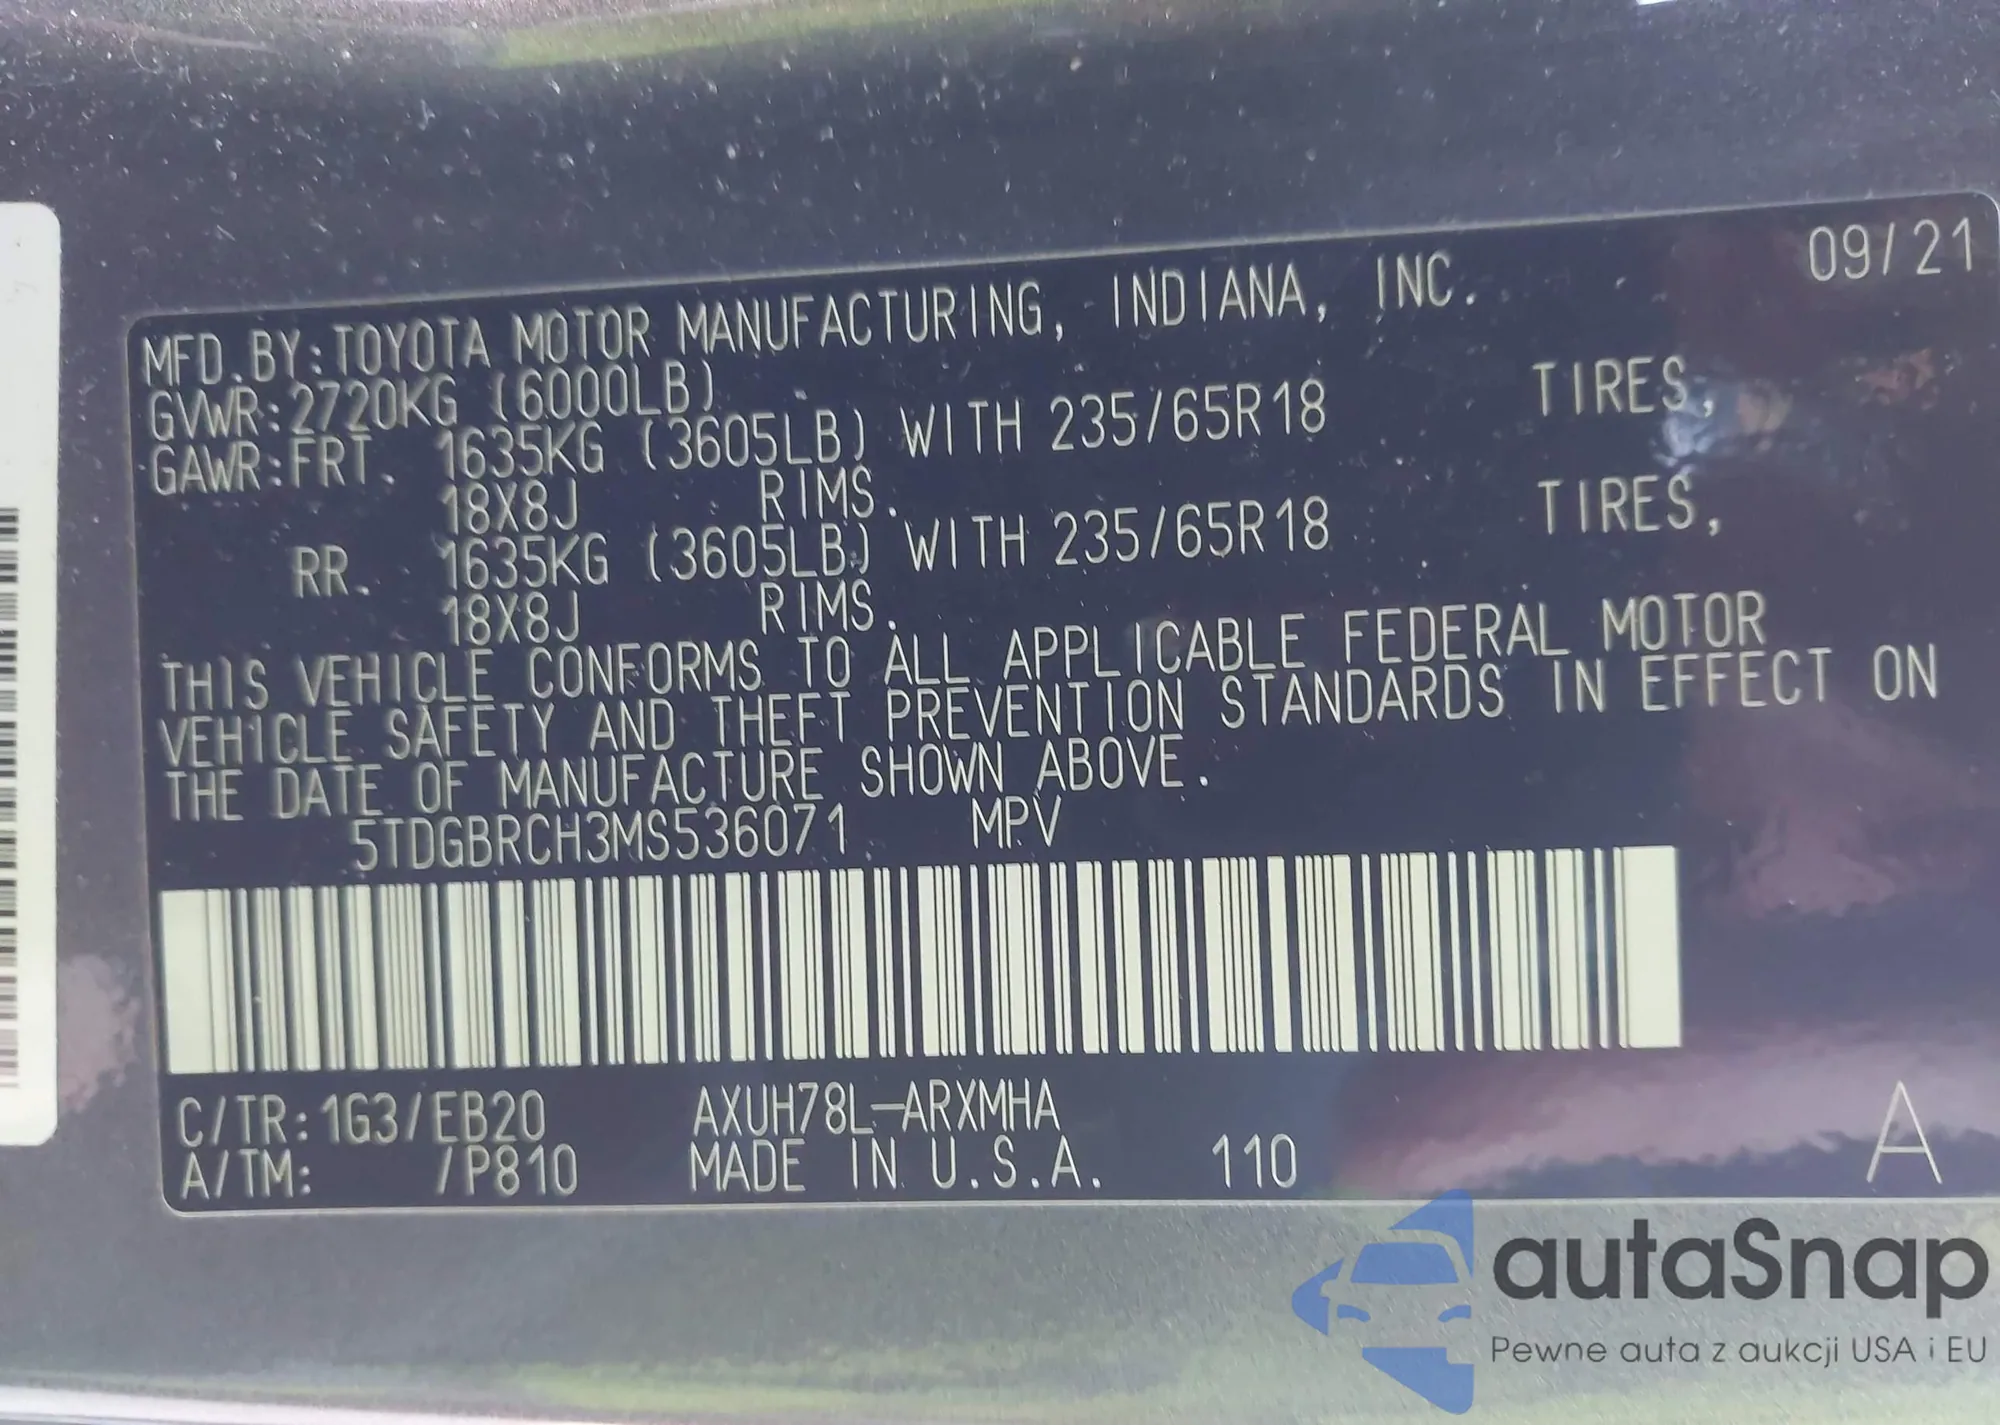 09/21
MFD.BY:TOYOTA MOTOR MANUFACTURING, INDIANA, INC.
GVWR:2720KG (6000LB)
GAWR:FRT. 1635KG (3605LB) WITH 235/65R18 TIRES,
18X8J RIMS.
RR. 1635KG (3605LB) WITH 235/65R18 TIRES,
18X8J RIMS.
THIS VEHICLE CONFORMS TO ALL APPLICABLE FEDERAL MOTOR
VEHICLE SAFETY AND THEFT PREVENTION STANDARDS IN EFFECT ON
THE DATE OF MANUFACTURE SHOWN ABOVE.
5TDGBRCH3MS536071 MPV
C/TR:1G3/EB20 AXUH78L-ARXMHA
A/TM: /P810 MADE IN U.S.A. 110 A
autaSnap
Pewne auta z aukcji USA i EU